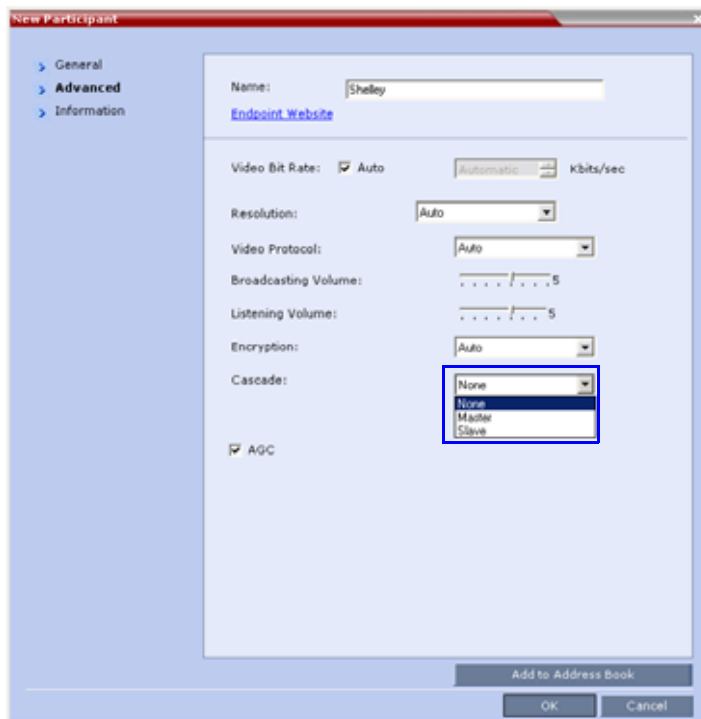 New Participant
General
Advanced
Information
Name: Shelley
Endpoint Website
Video Bit Rate: Auto Automatic Kbits/sec
Resolution: Auto
Video Protocol: Auto
Broadcasting Volume: 5
Listening Volume: 5
Encryption: Auto
Cascade: None
None
Master
Slave
AGC
Add to Address Book
OK Cancel